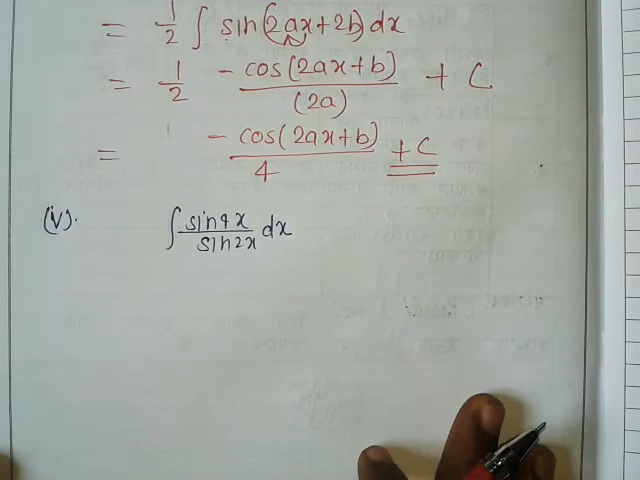 = 1/2 ∫ sin(2ax+2b) dx
= 1/2 -cos(2ax+b)/(2a) + C
= -cos(2ax+b)/4 + C
(v). ∫ sin4x/sin2x dx